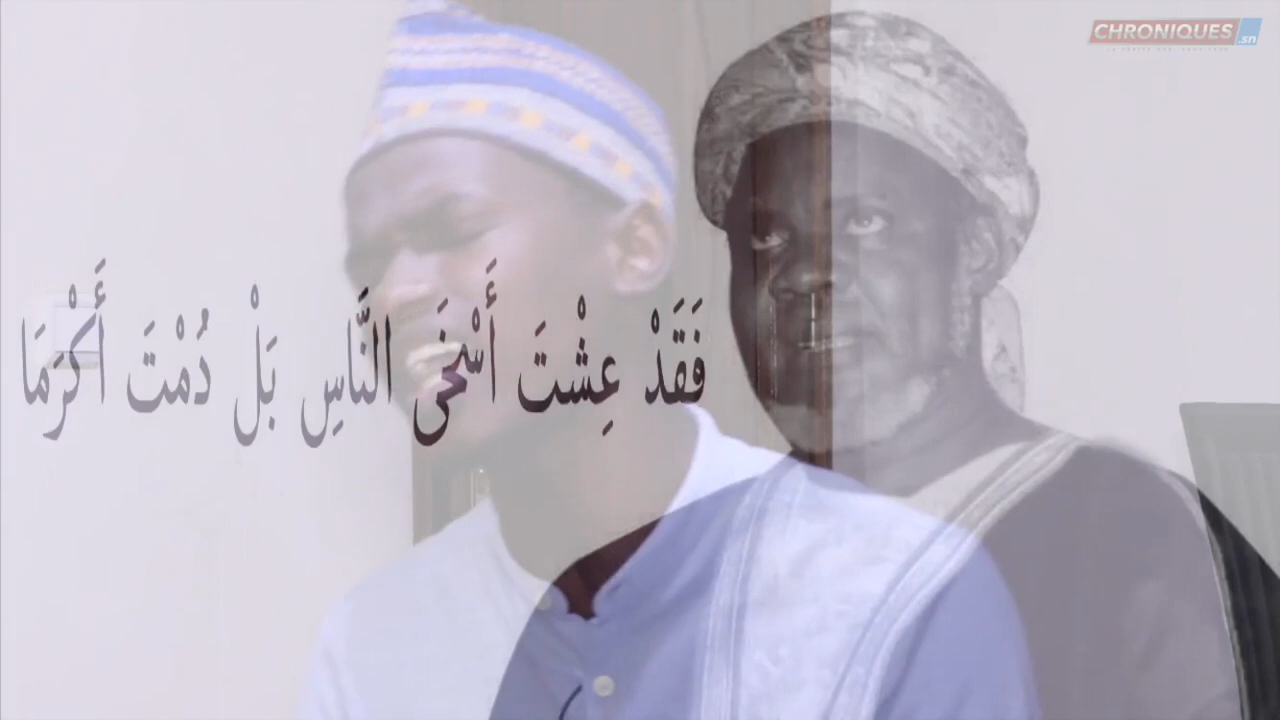 CHRONIQUES.sn
فَقَدْ عِشْتَ أَسْخَى النَّاسِ بَلْ دُمْتَ أَكْرَمَا